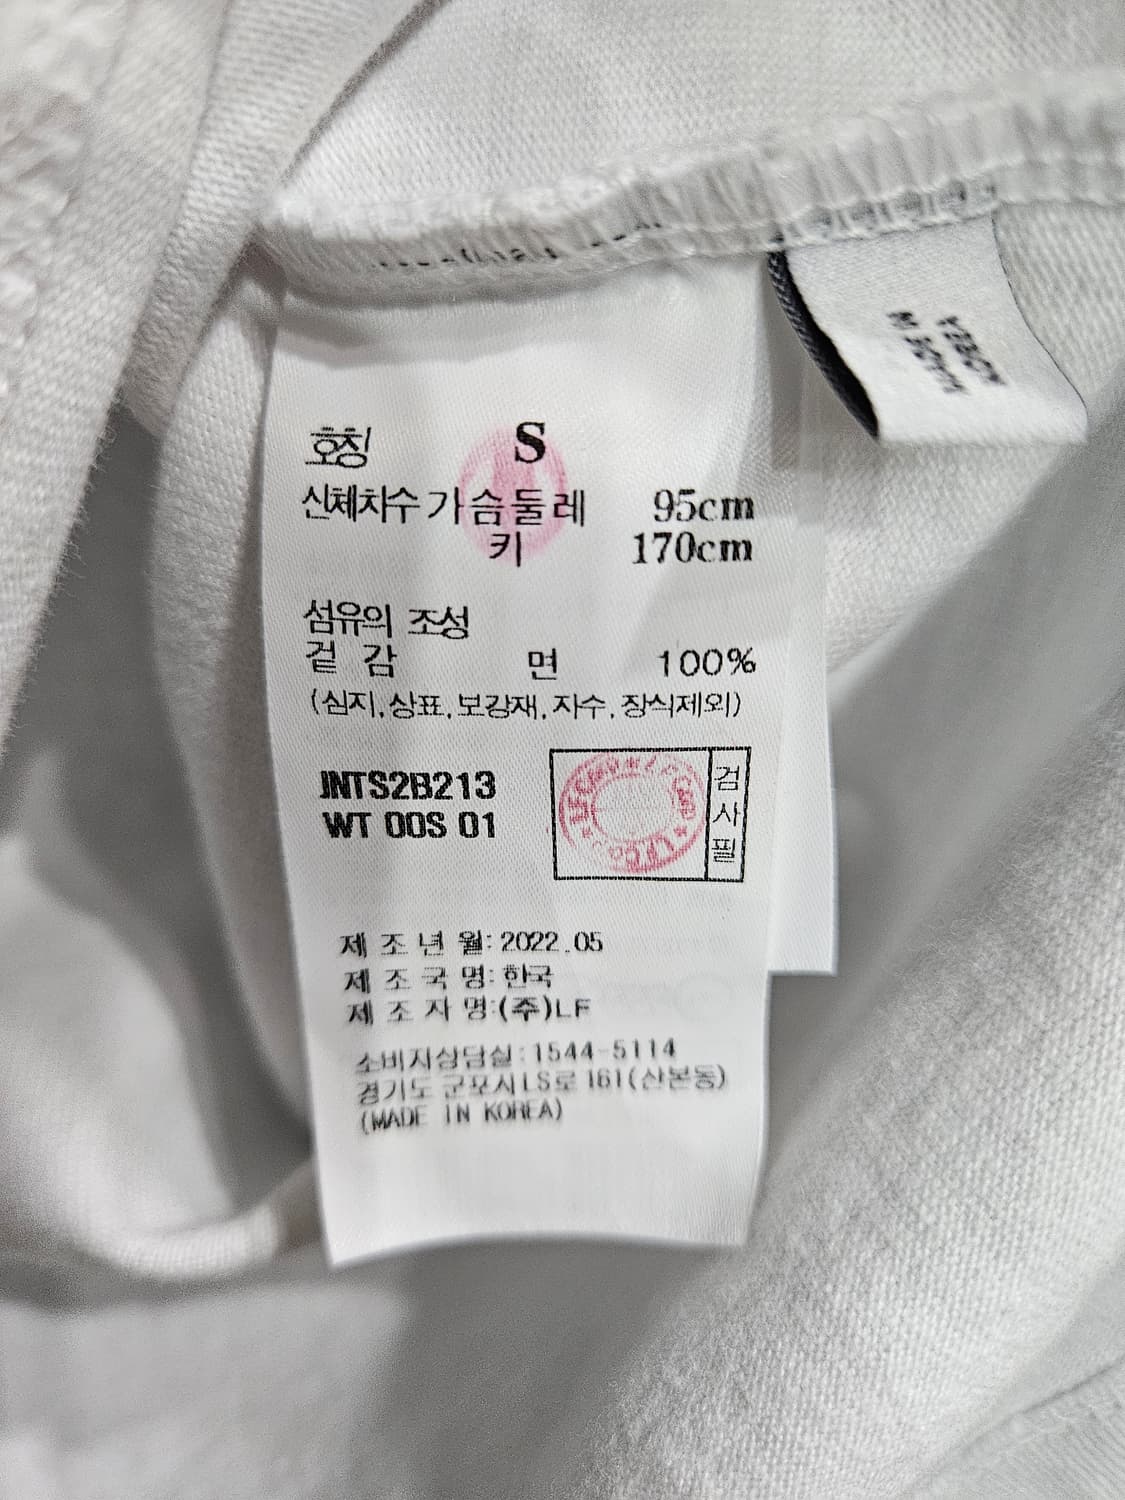 호칭 S
신체치수 가슴둘레 95cm
키 170cm
섬유의 조성
겉 감 면 100%
(심지,상표,보강재,자수,장식제외)
JNTS2B213
WT 00S 01
검사필
제 조 년 월: 2022.05
제 조 국 명: 한국
제 조 자 명:(주)LF
소비자상담실:1544-5114
경기도 군포시LS로 161(산본동)
(MADE IN KOREA)